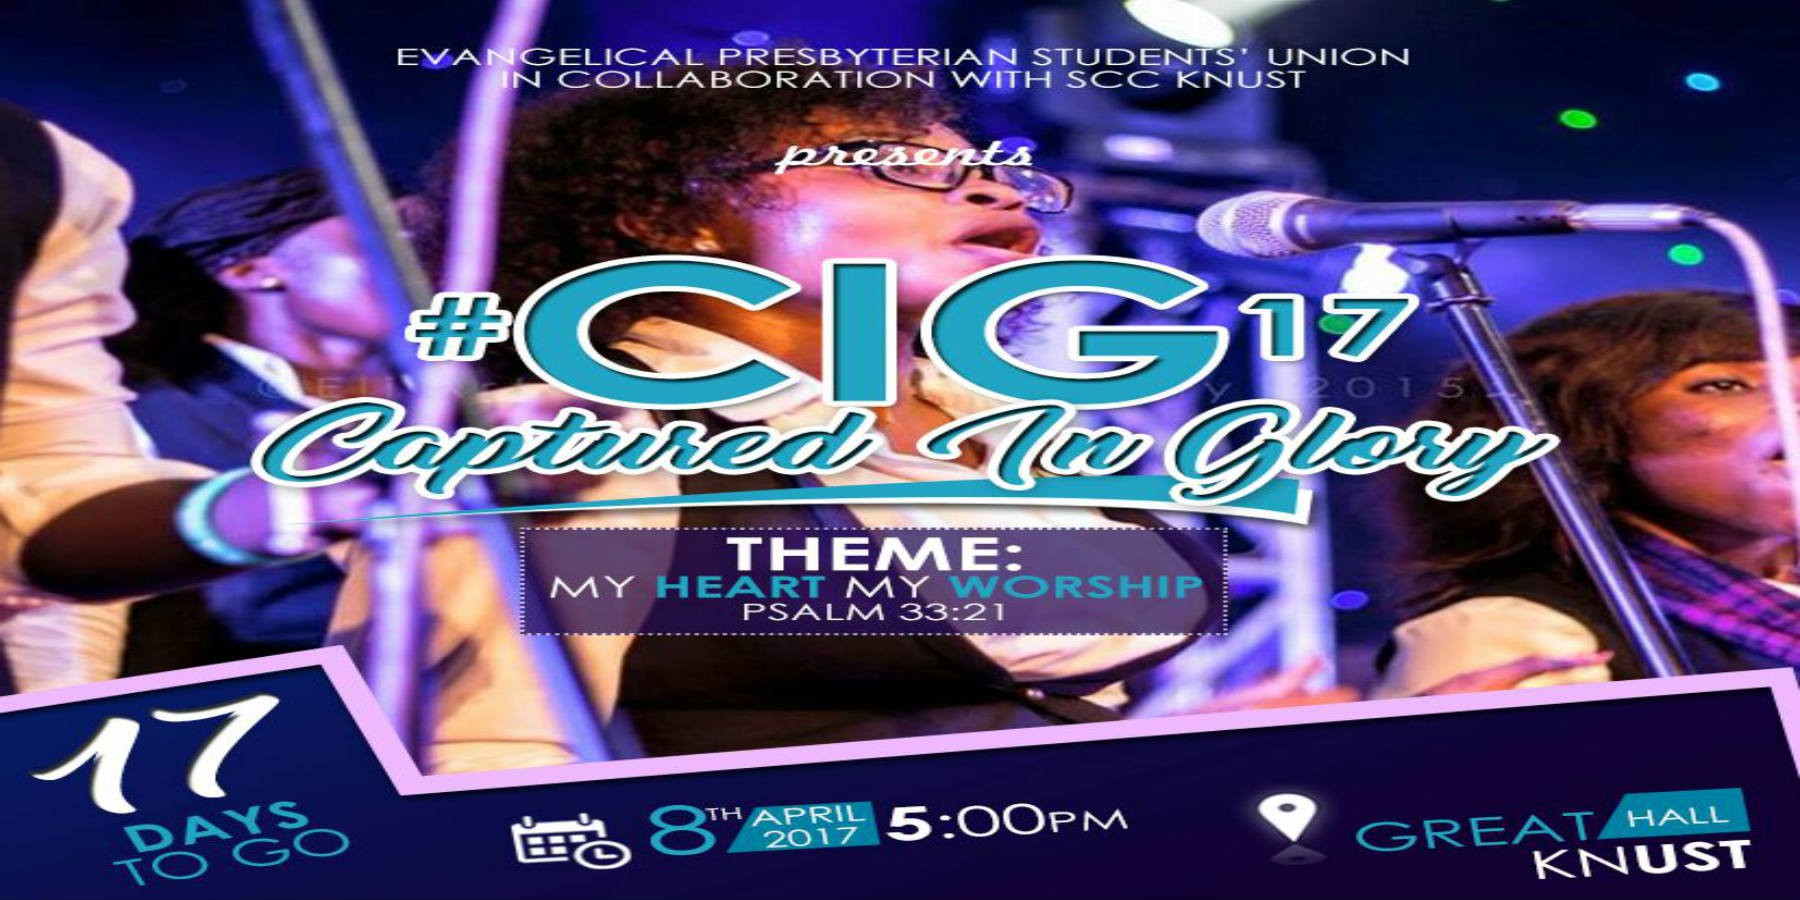 EVANGELICAL PRESBYTERIAN STUDENTS' UNION
IN COLLABORATION WITH SCC KNUST
presents
#CIG17
Captured In Glory
THEME:
MY HEART MY WORSHIP
PSALM 33:21
17
DAYS
TO GO
8TH APRIL 2017 5:00PM
GREAT HALL
KNUST
2015